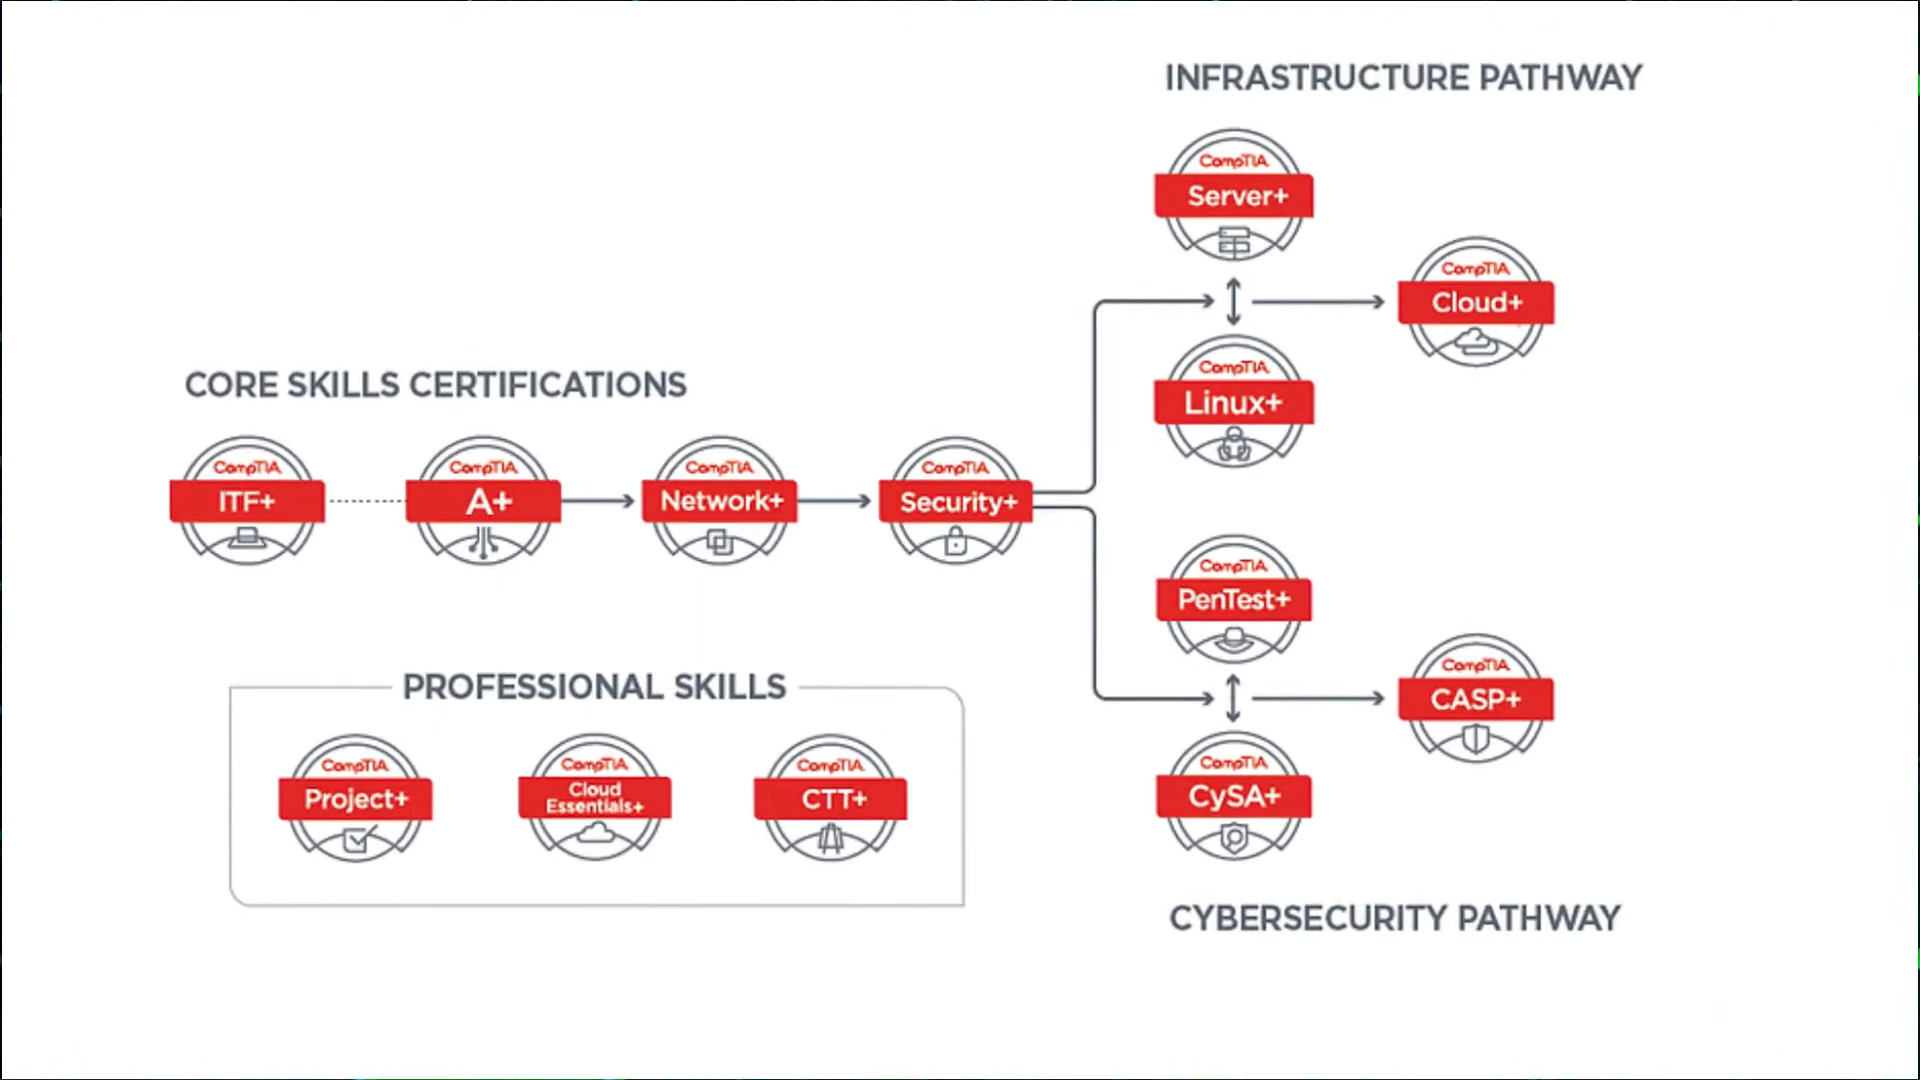 INFRASTRUCTURE PATHWAY
CompTIA
Server+
CompTIA
Cloud+
CompTIA
Linux+
CORE SKILLS CERTIFICATIONS
CompTIA
ITF+
CompTIA
A+
CompTIA
Network+
CompTIA
Security+
CompTIA
PenTest+
CompTIA
CASP+
CompTIA
CySA+
CYBERSECURITY PATHWAY
PROFESSIONAL SKILLS
CompTIA
Project+
CompTIA
Cloud
Essentials+
CompTIA
CTT+